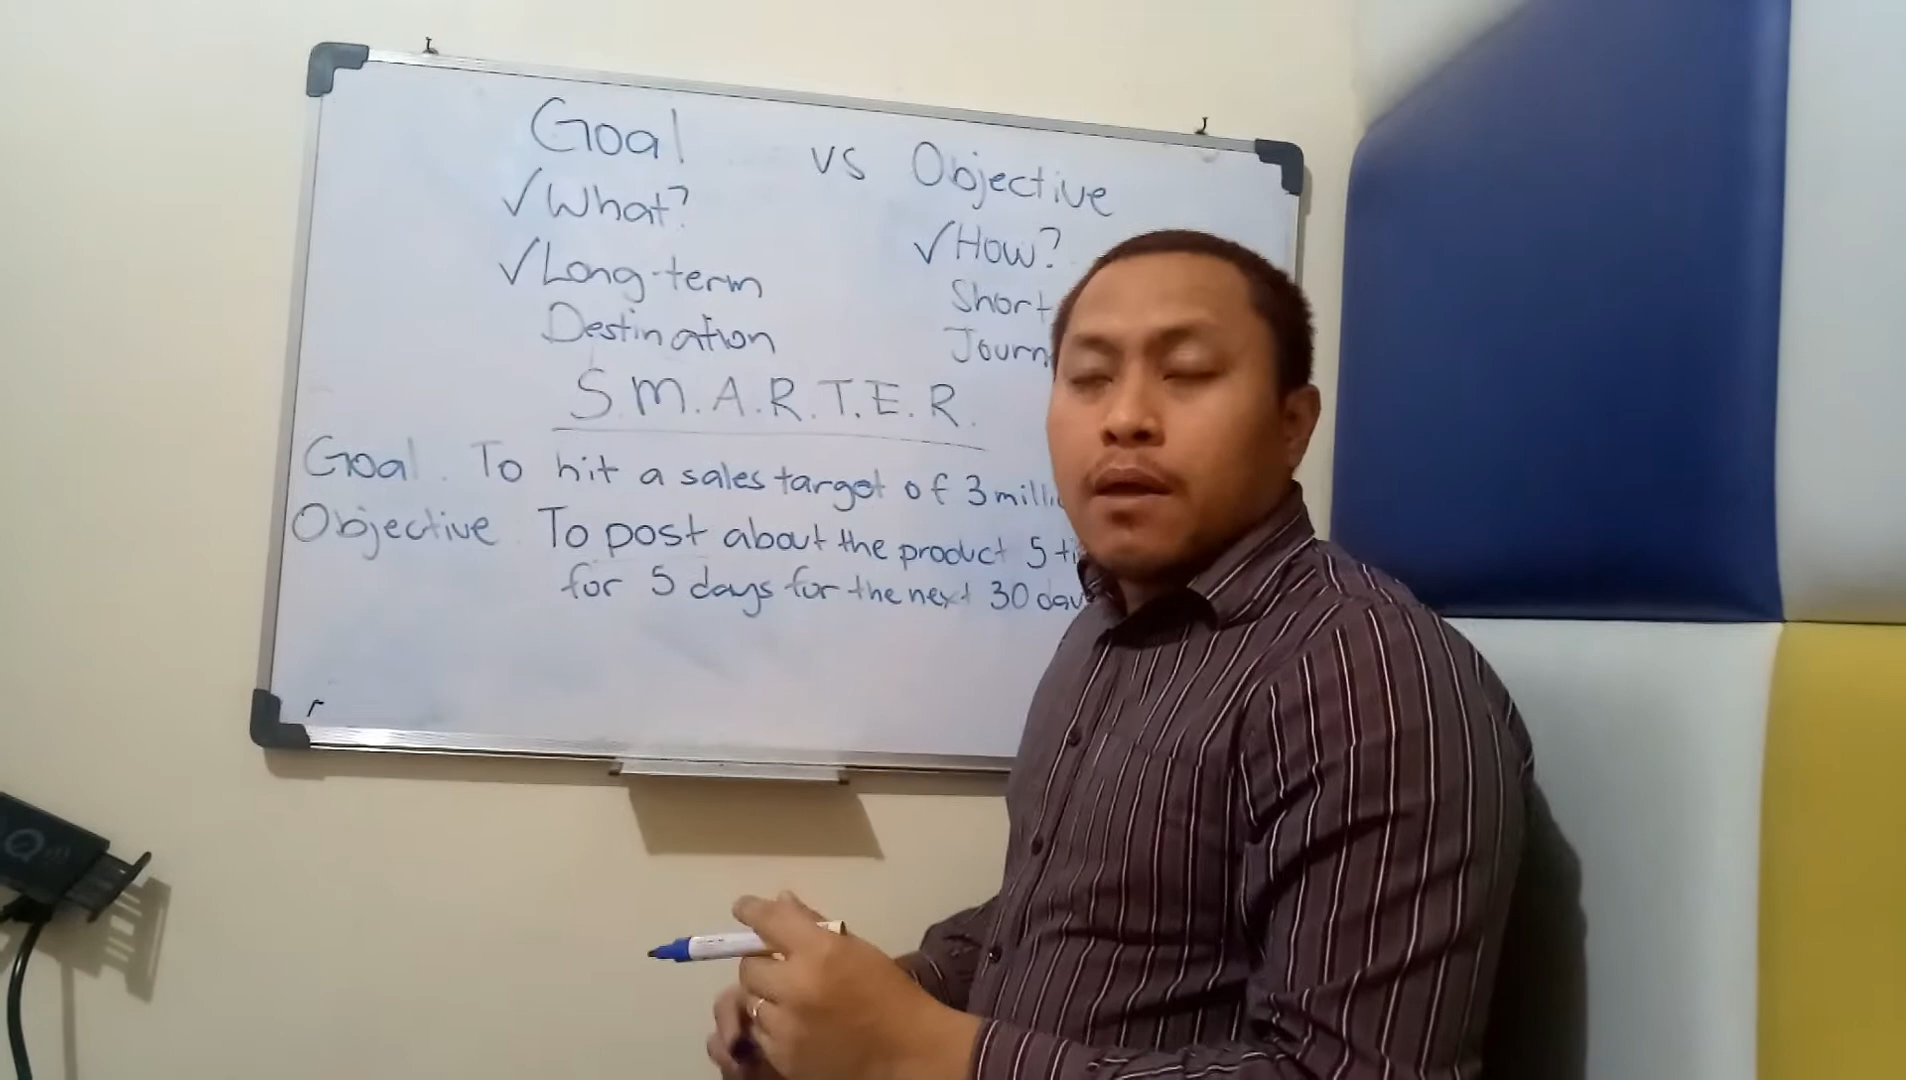 Goal vs Objective
✓What? ✓How?
✓Long-term Short
Destination Journ
S.M.A.R.T.E.R.
Goal. To hit a sales target of 3 milli
Objective To post about the product 5 ti
for 5 days for the next 30 day